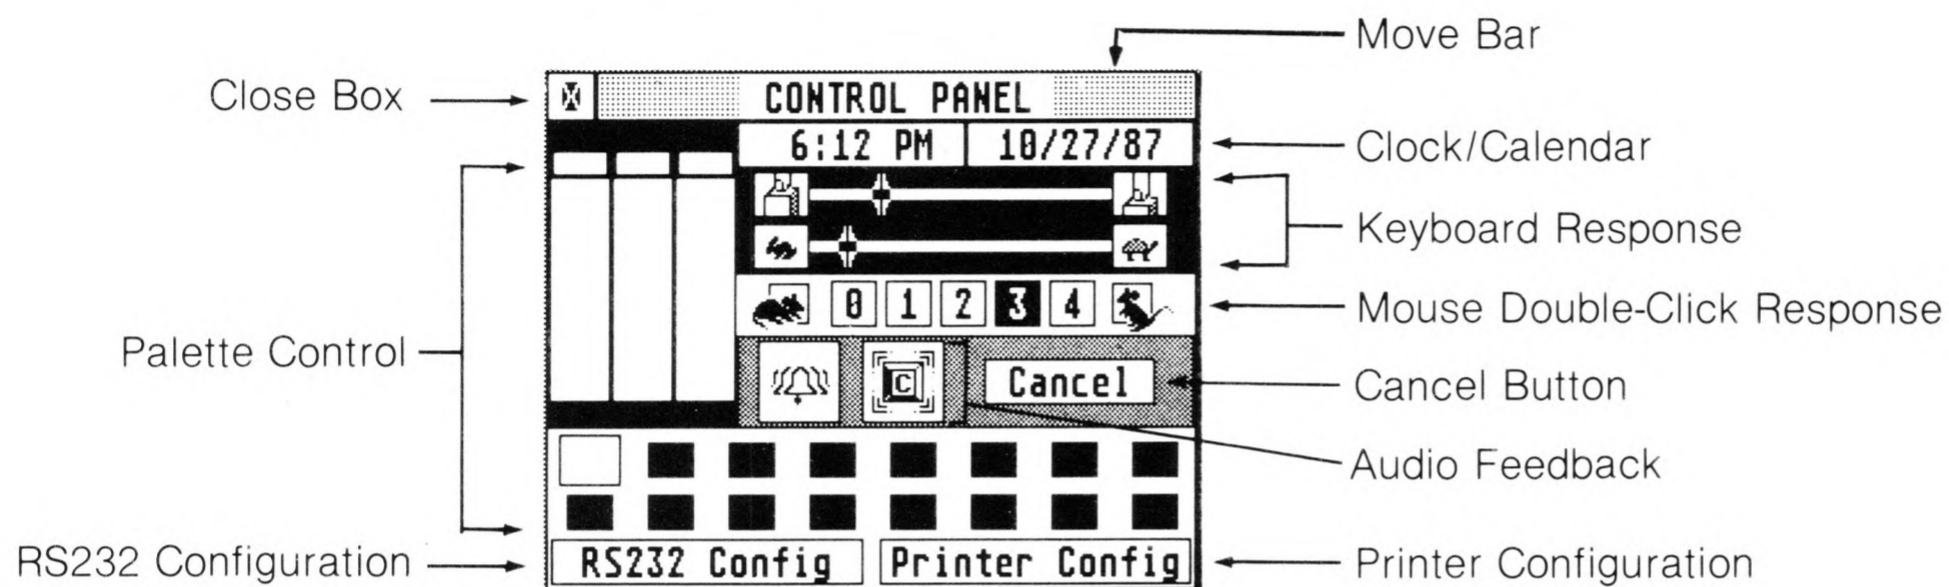 Move Bar
Close Box
CONTROL PANEL
6:12 PM 10/27/87
Clock/Calendar
Keyboard Response
0 1 2 3 4
Mouse Double-Click Response
Palette Control
C
Cancel
Cancel Button
Audio Feedback
RS232 Configuration
RS232 Config Printer Config
Printer Configuration